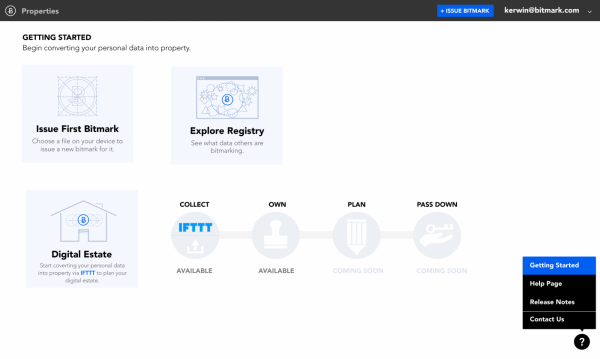 Properties
+ ISSUE BITMARK
kerwin@bitmark.com
GETTING STARTED
Begin converting your personal data into property.
Issue First Bitmark
Choose a file on your device to
issue a new bitmark for it.
Explore Registry
See what data others are
bitmarking.
Digital Estate
Start coverting your personal data
into property via IFTTT to plan your
digital estate.
COLLECT
OWN
PLAN
PASS DOWN
IFTTT
AVAILABLE
AVAILABLE
COMING SOON
COMING SOON
Getting Started
Help Page
Release Notes
Contact Us
?